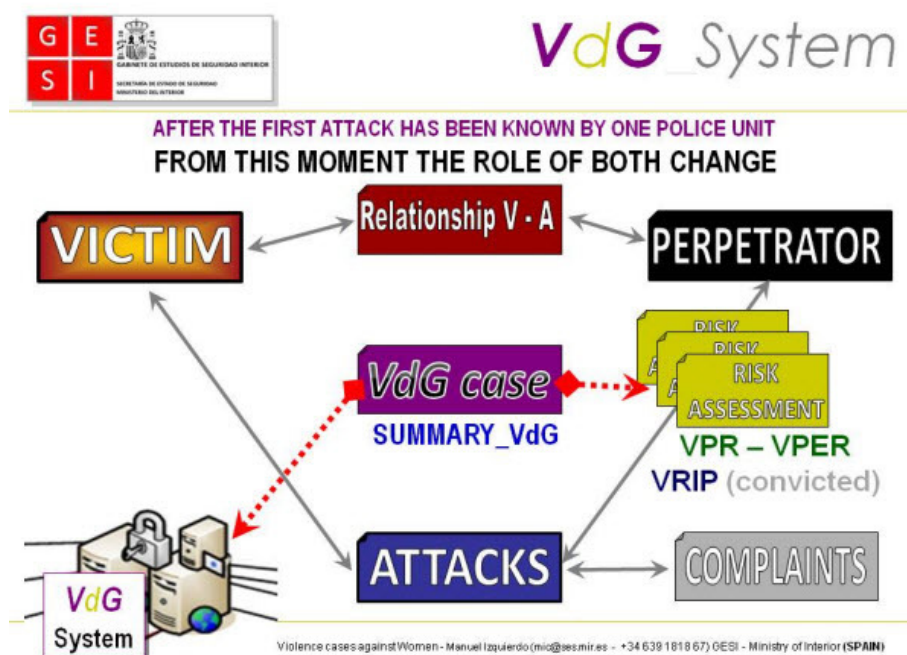 G E
S I
GABINETE DE ESTUDIOS DE SEGURIDAD INTERIOR
SECRETARÍA DE ESTADO DE SEGURIDAD
MINISTERIO DEL INTERIOR
VdG_System
AFTER THE FIRST ATTACK HAS BEEN KNOWN BY ONE POLICE UNIT
FROM THIS MOMENT THE ROLE OF BOTH CHANGE
VICTIM
Relationship V - A
PERPETRATOR
VdG case
SUMMARY_VdG
RISK
RISK
RISK
ASSESSMENT
VPR – VPER
VRIP (convicted)
ATTACKS
COMPLAINTS
VdG
System
Violence cases against Women - Manuel Izquierdo (mic@ses.mir.es - +34 639 1818 67) GESI - Ministry of Interior (SPAIN)